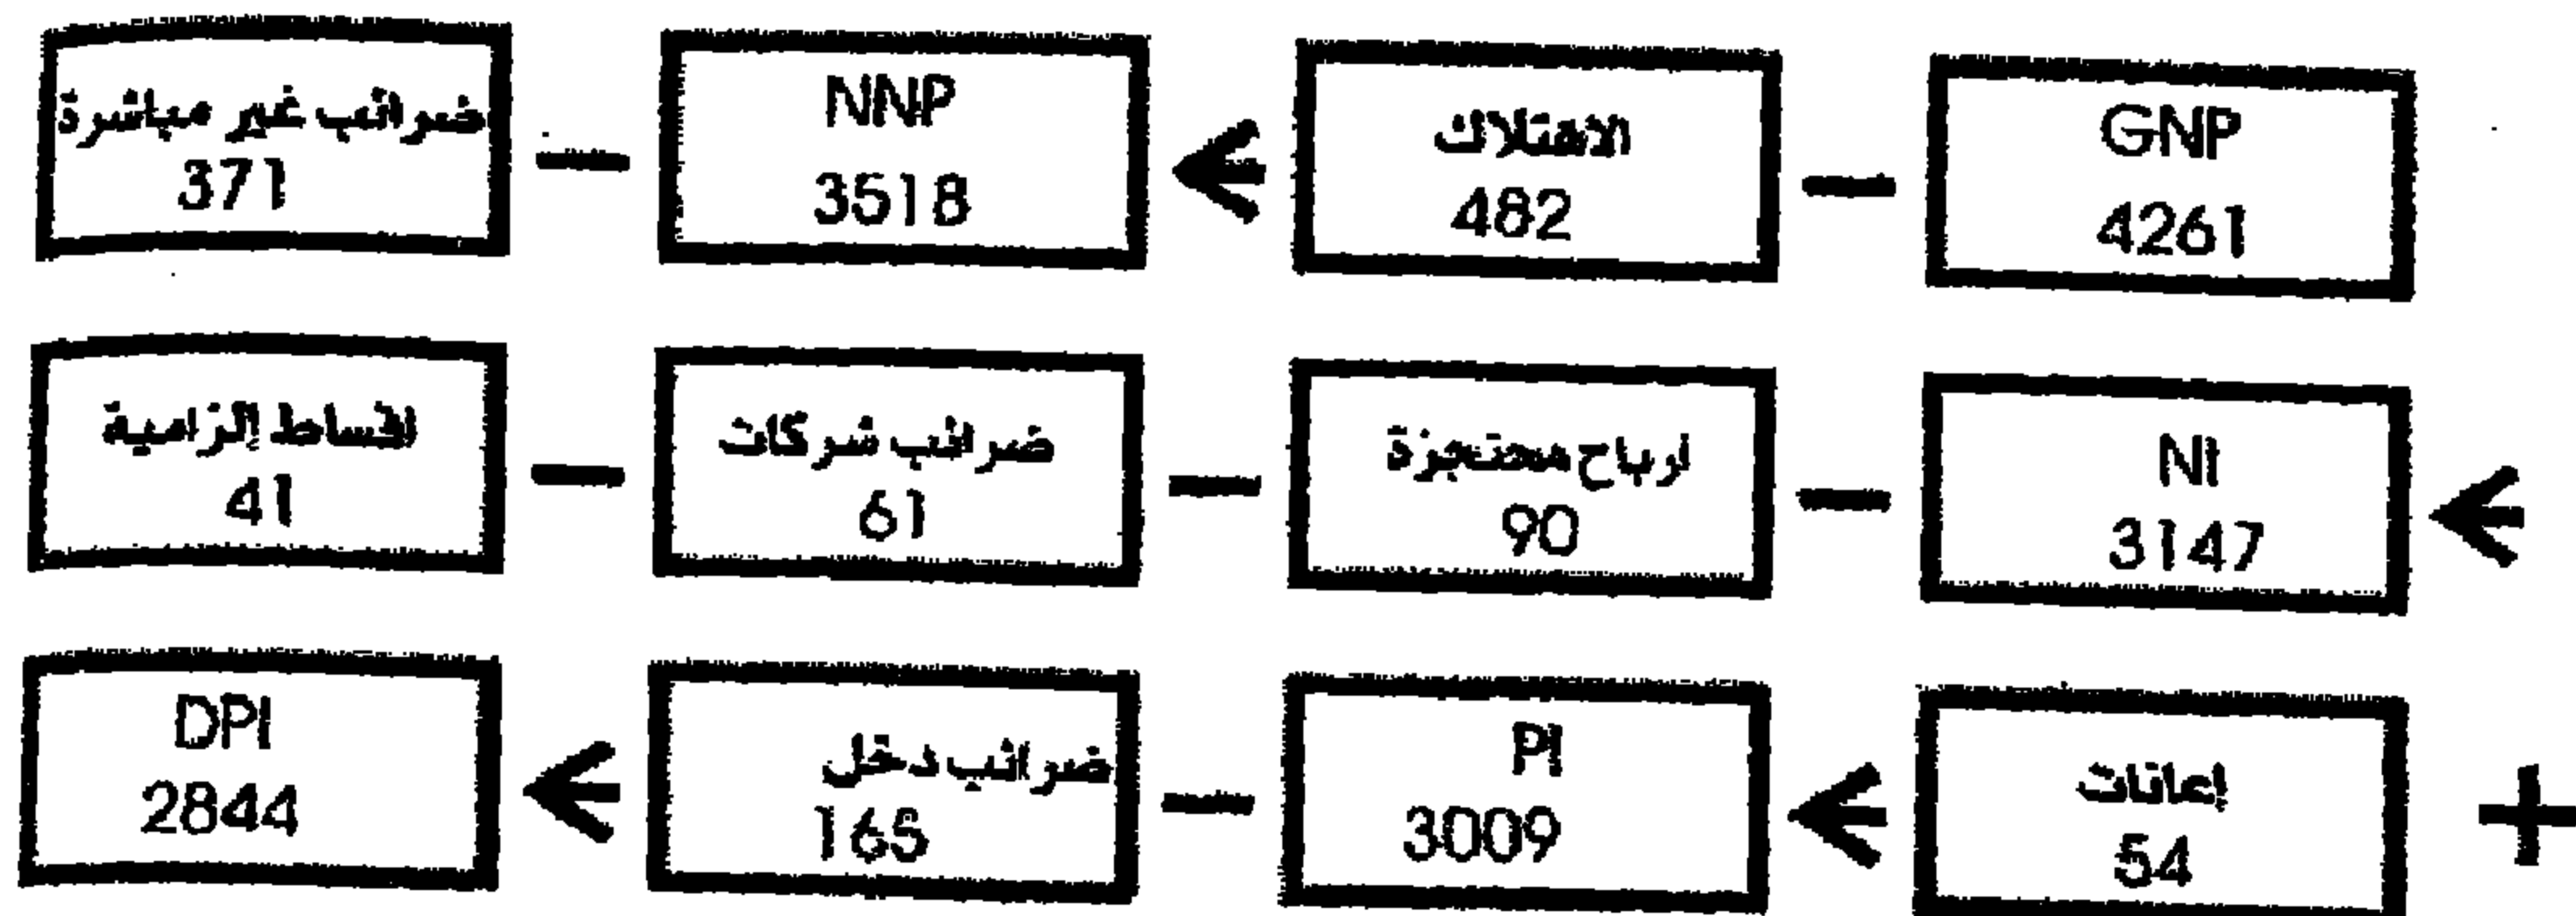 GNP
4261
−
الاهتلاك
482
←
NNP
3518
−
ضرائب غير مباشرة
371
←
NI
3147
−
ارباح محتجزة
90
−
ضرائب شركات
61
−
اقساط إلزامية
41
+
إعانات
54
←
PI
3009
−
ضرائب دخل
165
←
DPI
2844